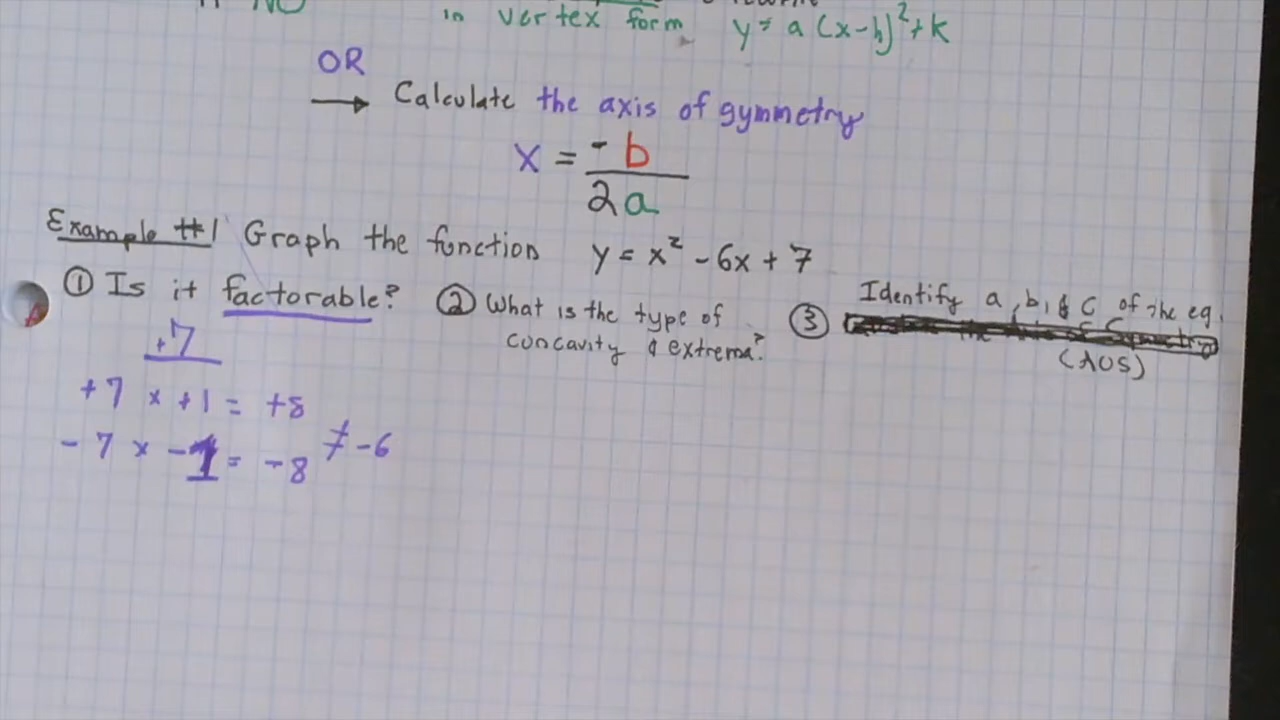 NO
in vertex form y = a (x-h)² + k
OR
→ Calculate the axis of symmetry
x = -b
2a
Example #1 Graph the function y = x² - 6x + 7
① Is it factorable?
+7
+7 x +1 = +8
-7 x -1 = -8 ≠ -6
② What is the type of
concavity & extrema?
③ Identify a, b, & C of the eq.
(AOS)